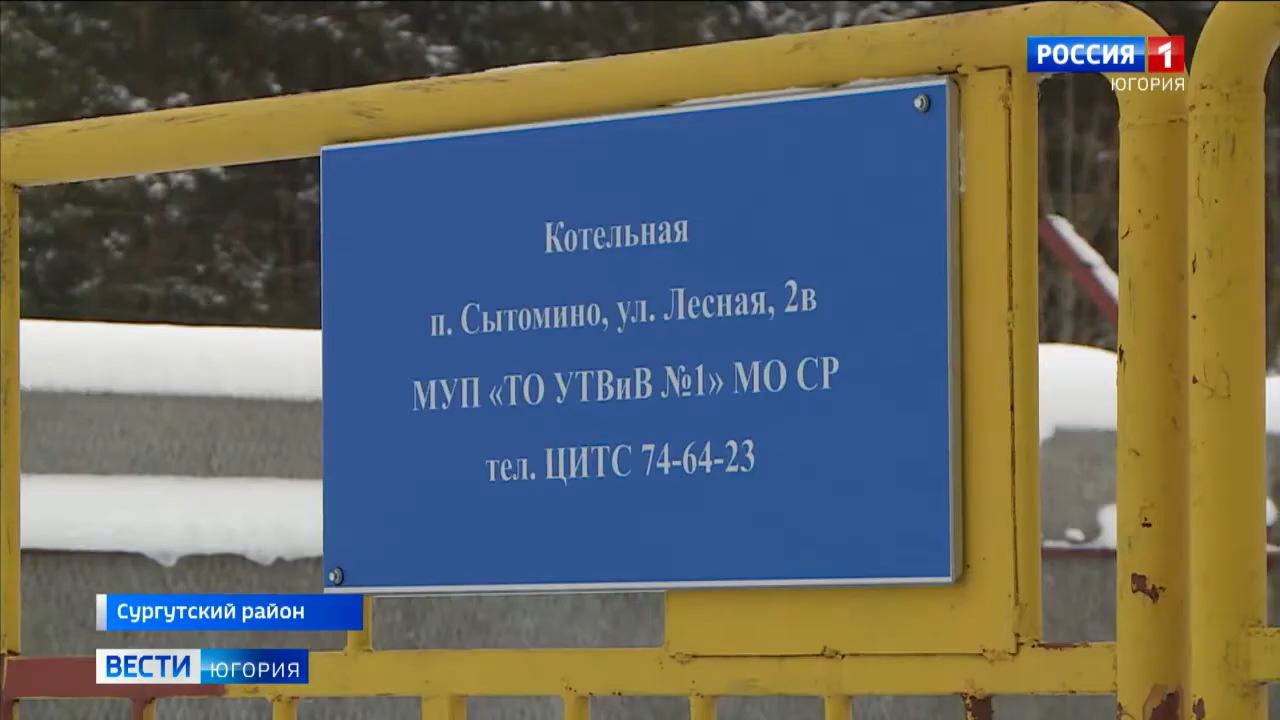 РОССИЯ 1
ЮГОРИЯ
Котельная
п. Сытомино, ул. Лесная, 2в
МУП «ТО УТВиВ №1» МО СР
тел. ЦИТС 74-64-23
Сургутский район
ВЕСТИ ЮГОРИЯ